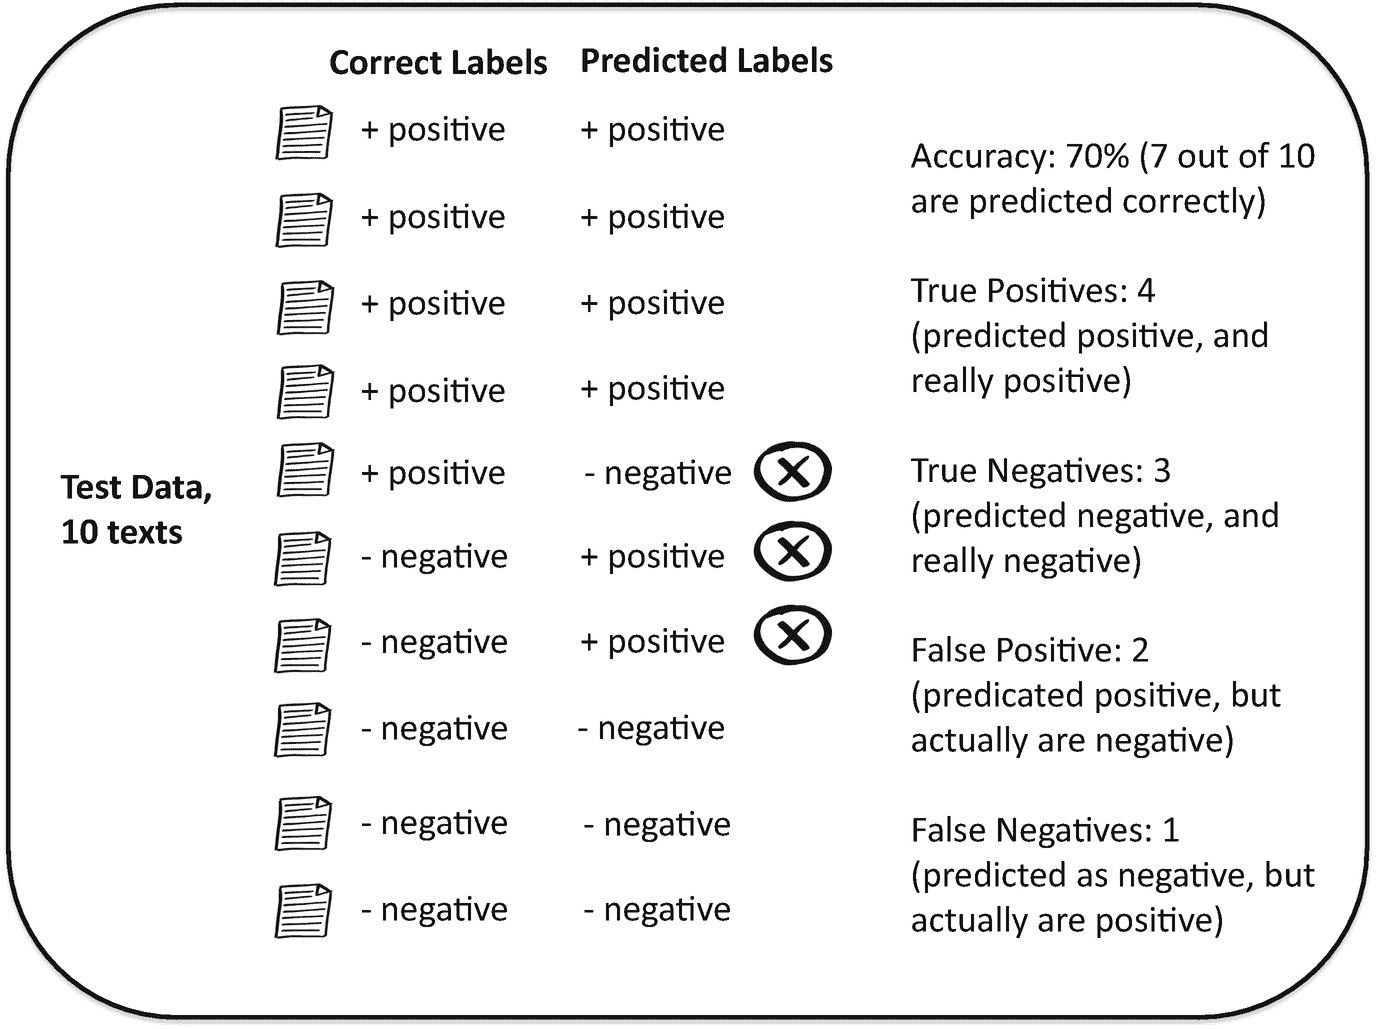 Correct Labels Predicted Labels
+ positive + positive
+ positive + positive
+ positive + positive
+ positive + positive
+ positive - negative
- negative + positive
- negative + positive
- negative - negative
- negative - negative
- negative - negative
Test Data,
10 texts
Accuracy: 70% (7 out of 10
are predicted correctly)
True Positives: 4
(predicted positive, and
really positive)
True Negatives: 3
(predicted negative, and
really negative)
False Positive: 2
(predicated positive, but
actually are negative)
False Negatives: 1
(predicted as negative, but
actually are positive)